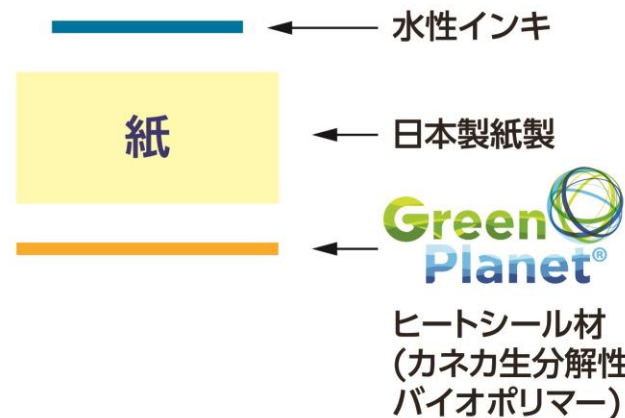 水性インキ
紙
日本製紙製
Green
Planet®
ヒートシール材
(カネカ生分解性
バイオポリマー)